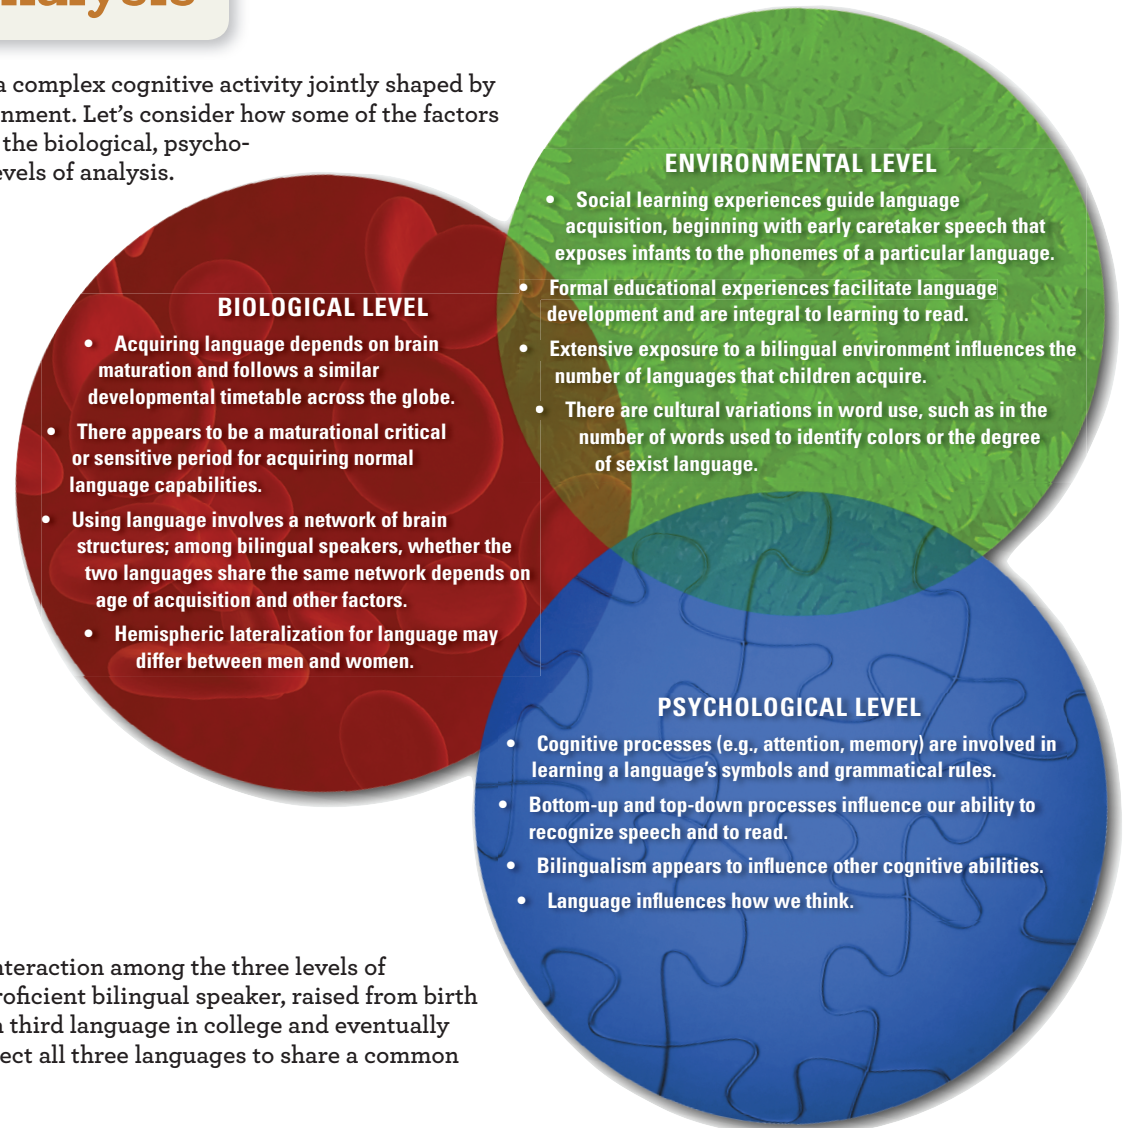 a complex cognitive activity jointly shaped by
nment. Let's consider how some of the factors
the biological, psycho-
evels of analysis.
ENVIRONMENTAL LEVEL
• Social learning experiences guide language
acquisition, beginning with early caretaker speech that
exposes infants to the phonemes of a particular language.
• Formal educational experiences facilitate language
development and are integral to learning to read.
• Extensive exposure to a bilingual environment influences the
number of languages that children acquire.
• There are cultural variations in word use, such as in the
number of words used to identify colors or the degree
of sexist language.
BIOLOGICAL LEVEL
• Acquiring language depends on brain
maturation and follows a similar
developmental timetable across the globe.
• There appears to be a maturational critical
or sensitive period for acquiring normal
language capabilities.
• Using language involves a network of brain
structures; among bilingual speakers, whether the
two languages share the same network depends on
age of acquisition and other factors.
• Hemispheric lateralization for language may
differ between men and women.
PSYCHOLOGICAL LEVEL
• Cognitive processes (e.g., attention, memory) are involved in
learning a language's symbols and grammatical rules.
• Bottom-up and top-down processes influence our ability to
recognize speech and to read.
• Bilingualism appears to influence other cognitive abilities.
• Language influences how we think.
nteraction among the three levels of
roficient bilingual speaker, raised from birth
a third language in college and eventually
ect all three languages to share a common